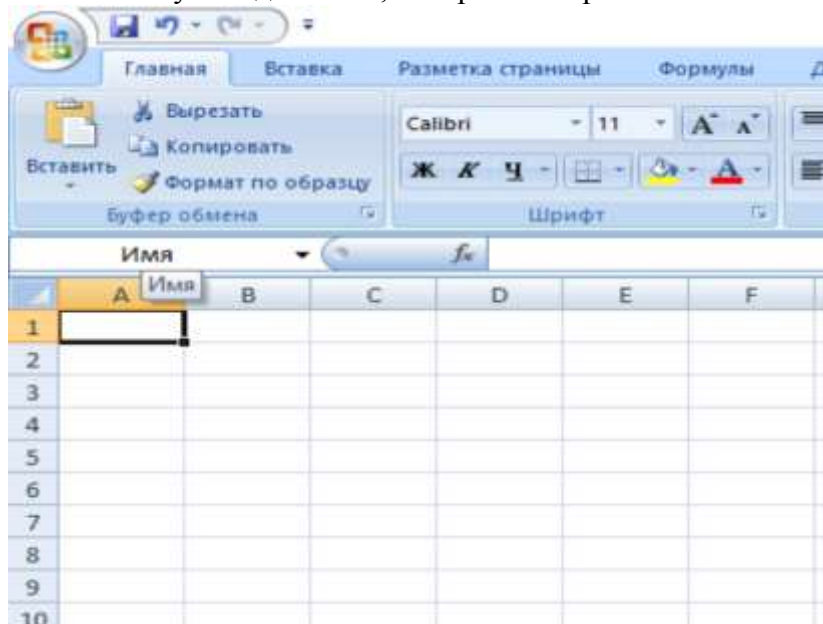 Главная Вставка Разметка страницы Формулы
Вырезать
Копировать
Формат по образцу
Вставить
Calibri 11 A A
Ж К Ч A
Буфер обмена Шрифт
Имя fx
Имя
A B C D E F
1
2
3
4
5
6
7
8
9
10